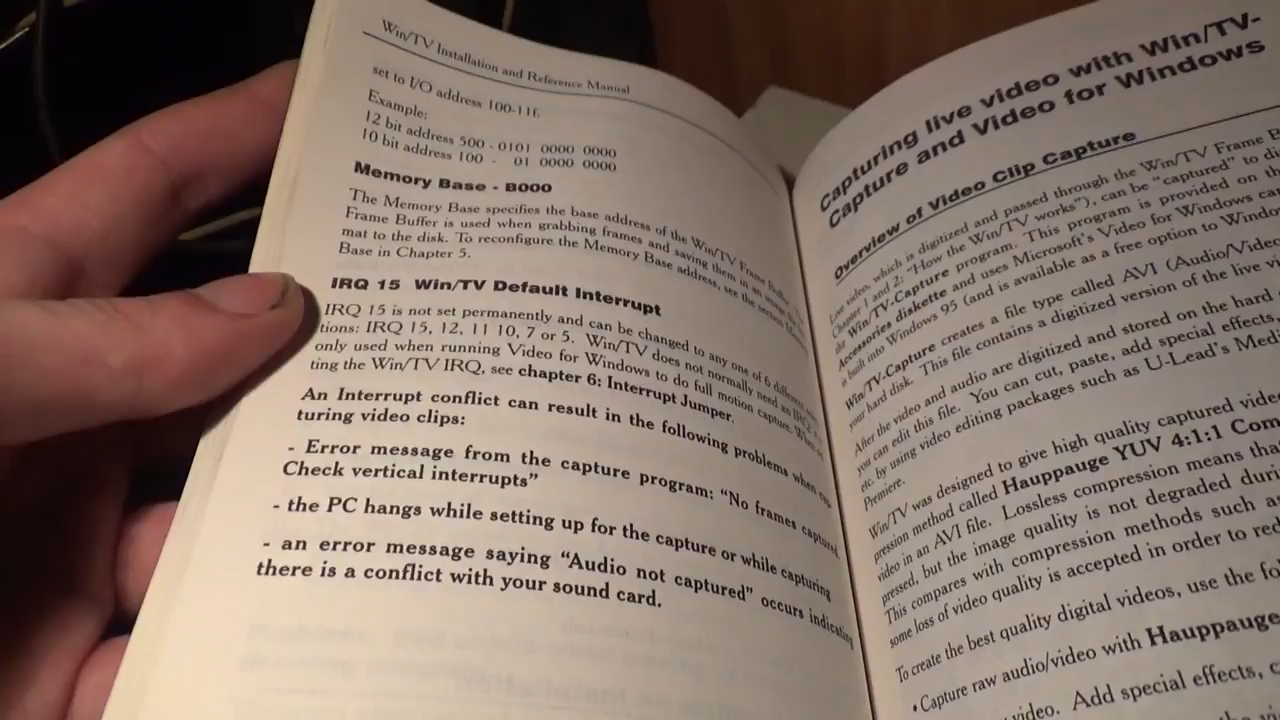 Win/TV Installation and Reference Manual
set to I/O address 100-11f.
Example:
12 bit address 500 - 0101 0000 0000
10 bit address 100 - 01 0000 0000
Memory Base - B000
The Memory Base specifies the base address of the Win/TV Frame Buffer.
Frame Buffer is used when grabbing frames and saving them in an image
mat to the disk. To reconfigure the Memory Base address, see the section
Base in Chapter 5.
IRQ 15 Win/TV Default Interrupt
IRQ 15 is not set permanently and can be changed to any one of 6 different
tions: IRQ 15, 12, 11 10, 7 or 5. Win/TV does not normally need an IRQ.
only used when running Video for Windows to do full motion capture. When
ting the Win/TV IRQ, see chapter 6: Interrupt Jumper.
An Interrupt conflict can result in the following problems when cap-
turing video clips:
- Error message from the capture program: “No frames captured.
Check vertical interrupts”
- the PC hangs while setting up for the capture or while capturing
- an error message saying “Audio not captured” occurs indicating
there is a conflict with your sound card.
Capturing live video with Win/TV-
Capture and Video for Windows
Overview of Video Clip Capture
Live video, which is digitized and passed through the Win/TV Frame
Chapter 1 and 2: “How the Win/TV works”), can be “captured” to
the Win/TV-Capture program. This program is provided on the
Accessories diskette and uses Microsoft's Video for Windows
is built into Windows 95 (and is available as a free option to
Win/TV-Capture creates a file type called AVI (Audio/Video
your hard disk. This file contains a digitized version of the live
After the video and audio are digitized and stored on the hard
you can edit this file. You can cut, paste, add special effects,
etc. by using video editing packages such as U-Lead's
Premiere.
Win/TV was designed to give high quality captured
pression method called Hauppauge YUV 4:1:1
video in an AVI file. Lossless compression means
pressed, but the image quality is not degraded
This compares with compression methods such
some loss of video quality is accepted in order to
To create the best quality digital videos, use the
• Capture raw audio/video with Hauppauge
video. Add special effects,